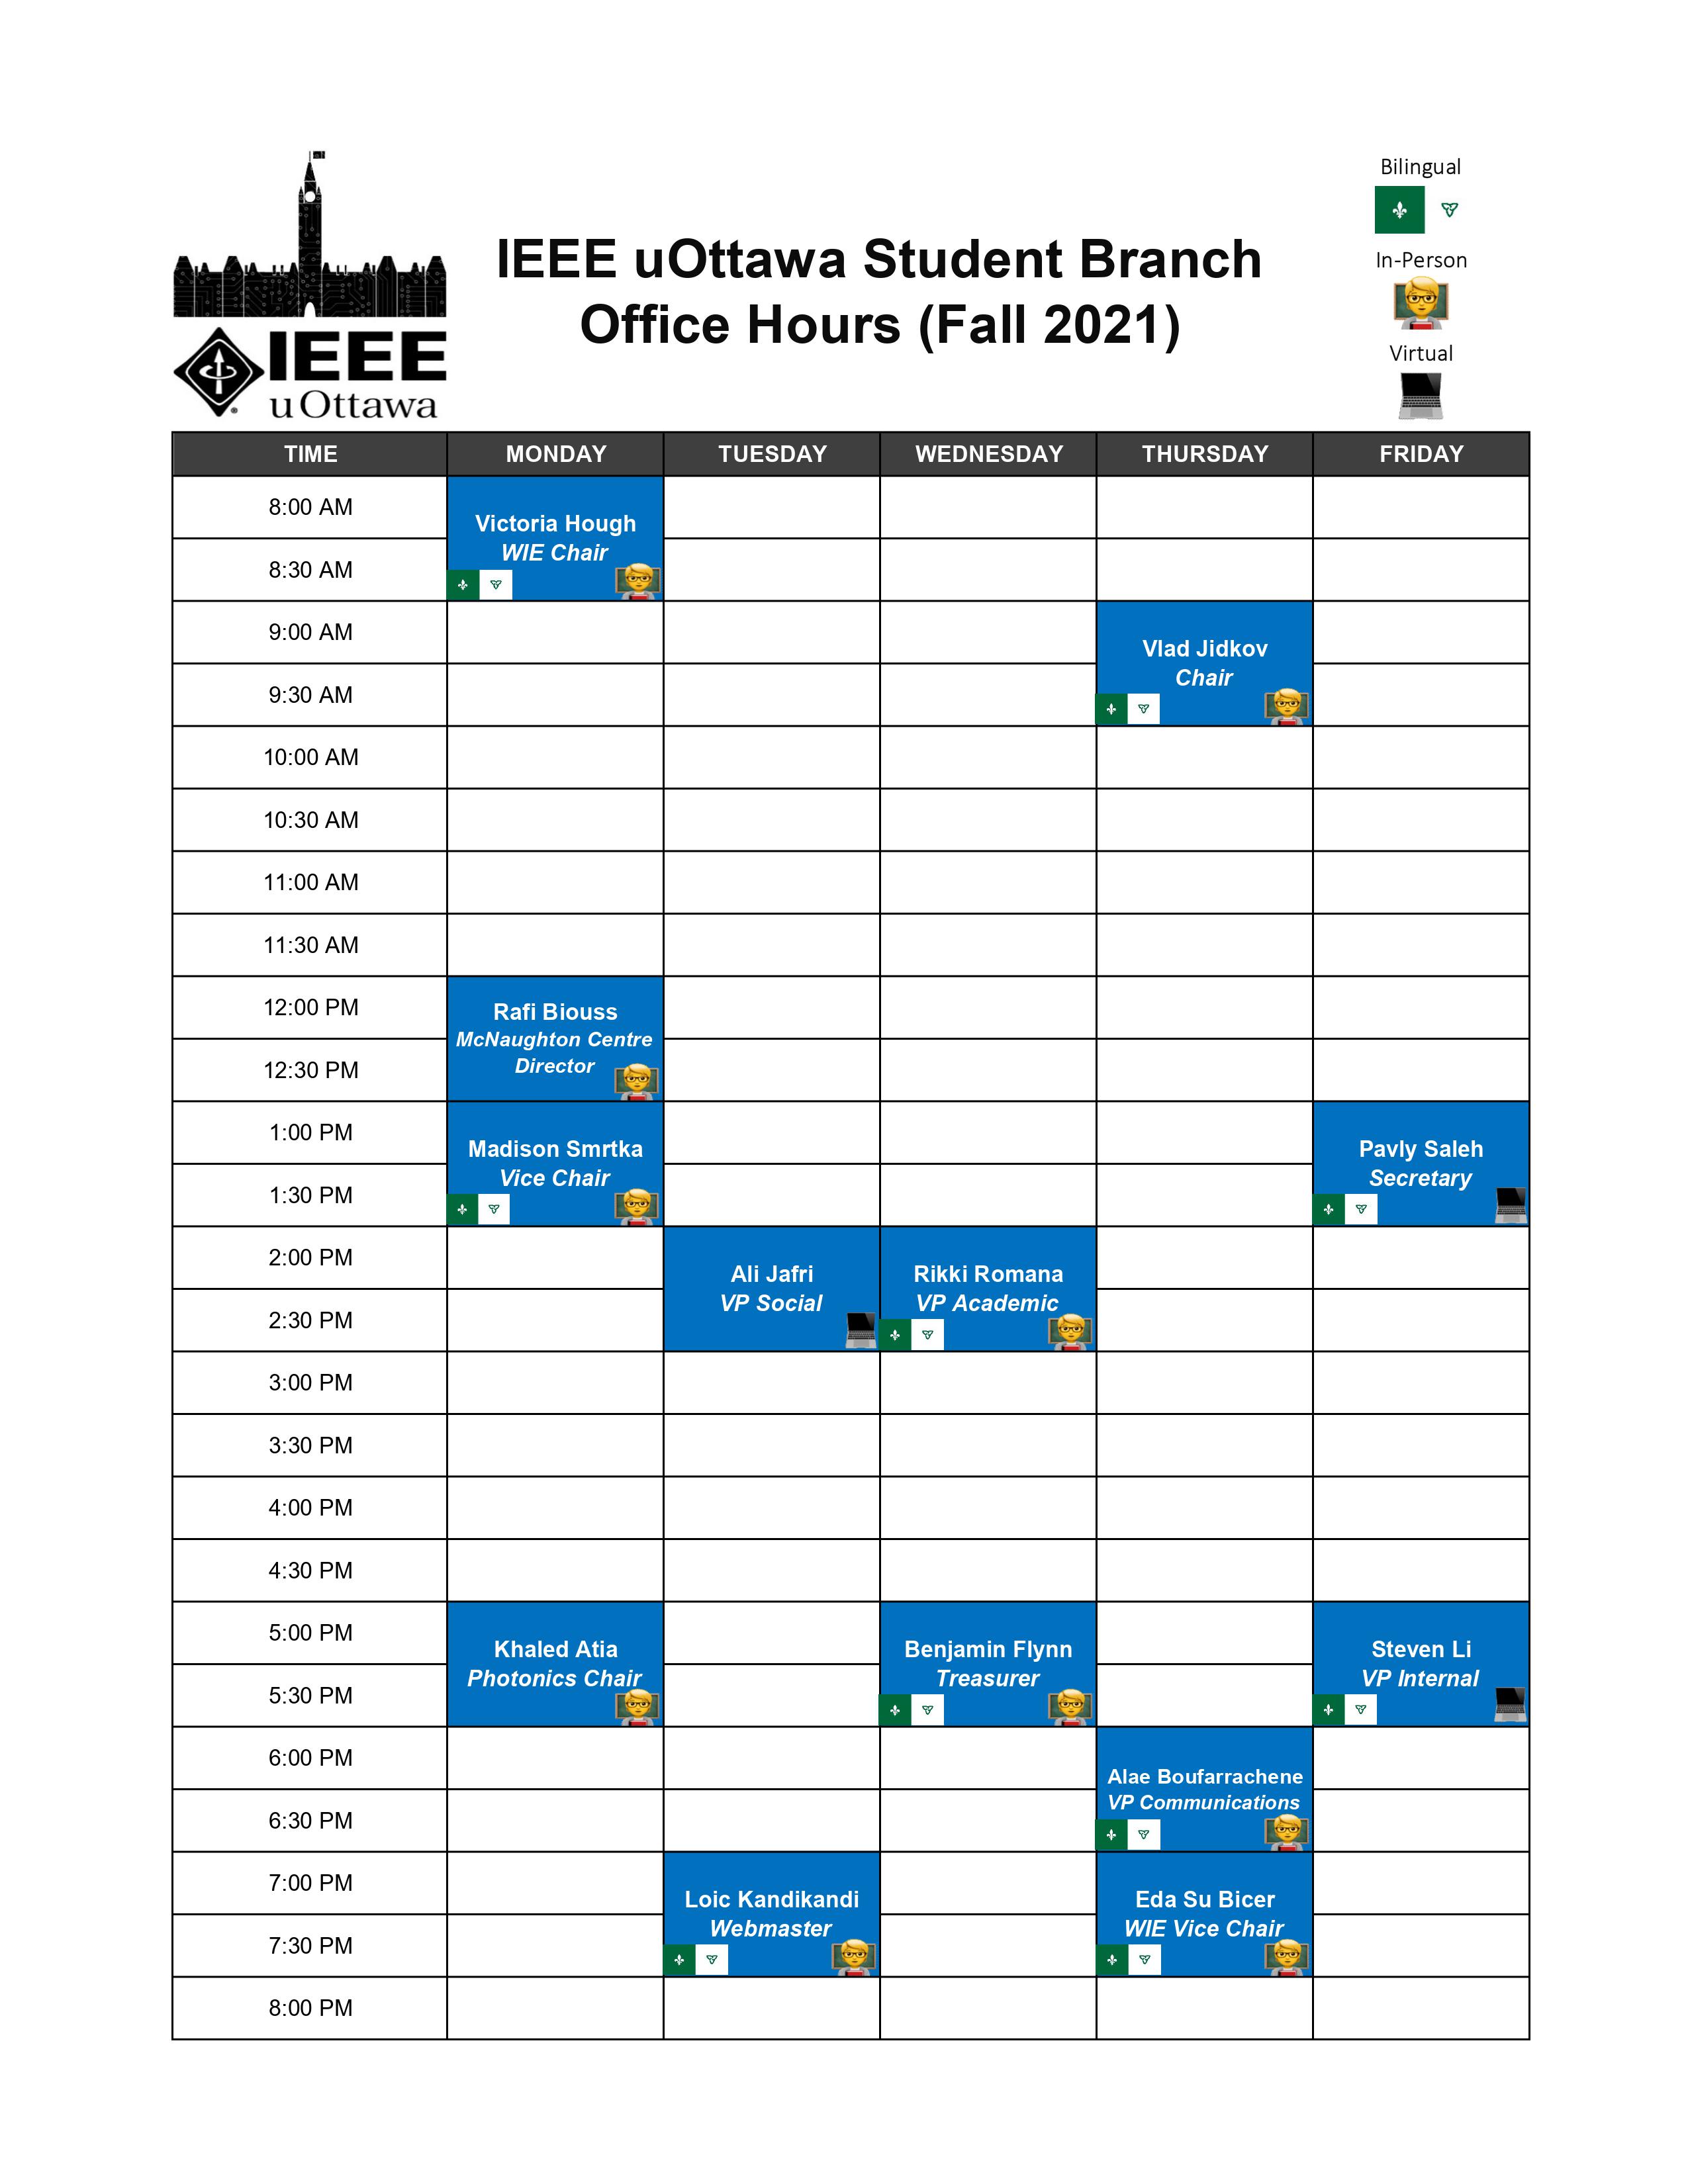 Bilingual
In-Person
Virtual
IEEE uOttawa Student Branch
Office Hours (Fall 2021)
IEEE
uOttawa
TIME MONDAY TUESDAY WEDNESDAY THURSDAY FRIDAY
8:00 AM
Victoria Hough
WIE Chair
8:30 AM
9:00 AM
Vlad Jidkov
Chair
9:30 AM
10:00 AM
10:30 AM
11:00 AM
11:30 AM
12:00 PM
Rafi Biouss
McNaughton Centre
Director
12:30 PM
1:00 PM
Madison Smrtka
Vice Chair
Pavly Saleh
Secretary
1:30 PM
2:00 PM
Ali Jafri
VP Social
Rikki Romana
VP Academic
2:30 PM
3:00 PM
3:30 PM
4:00 PM
4:30 PM
5:00 PM
Khaled Atia
Photonics Chair
Benjamin Flynn
Treasurer
Steven Li
VP Internal
5:30 PM
6:00 PM
Alae Boufarrachene
VP Communications
6:30 PM
7:00 PM
Loic Kandikandi
Webmaster
Eda Su Bicer
WIE Vice Chair
7:30 PM
8:00 PM